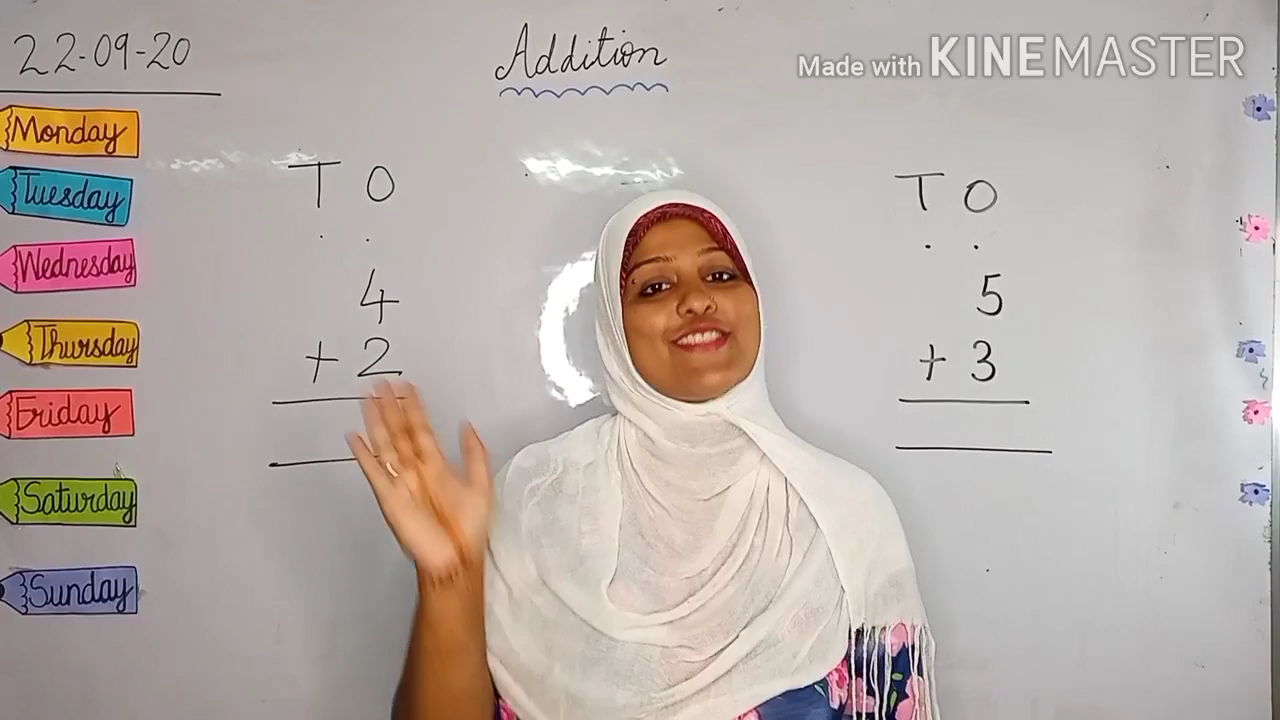 22-09-20
Addition
Made with KINEMASTER
Monday
Tuesday
Wednesday
Thursday
Friday
Saturday
Sunday
T O
4
+ 2
T O
5
+ 3